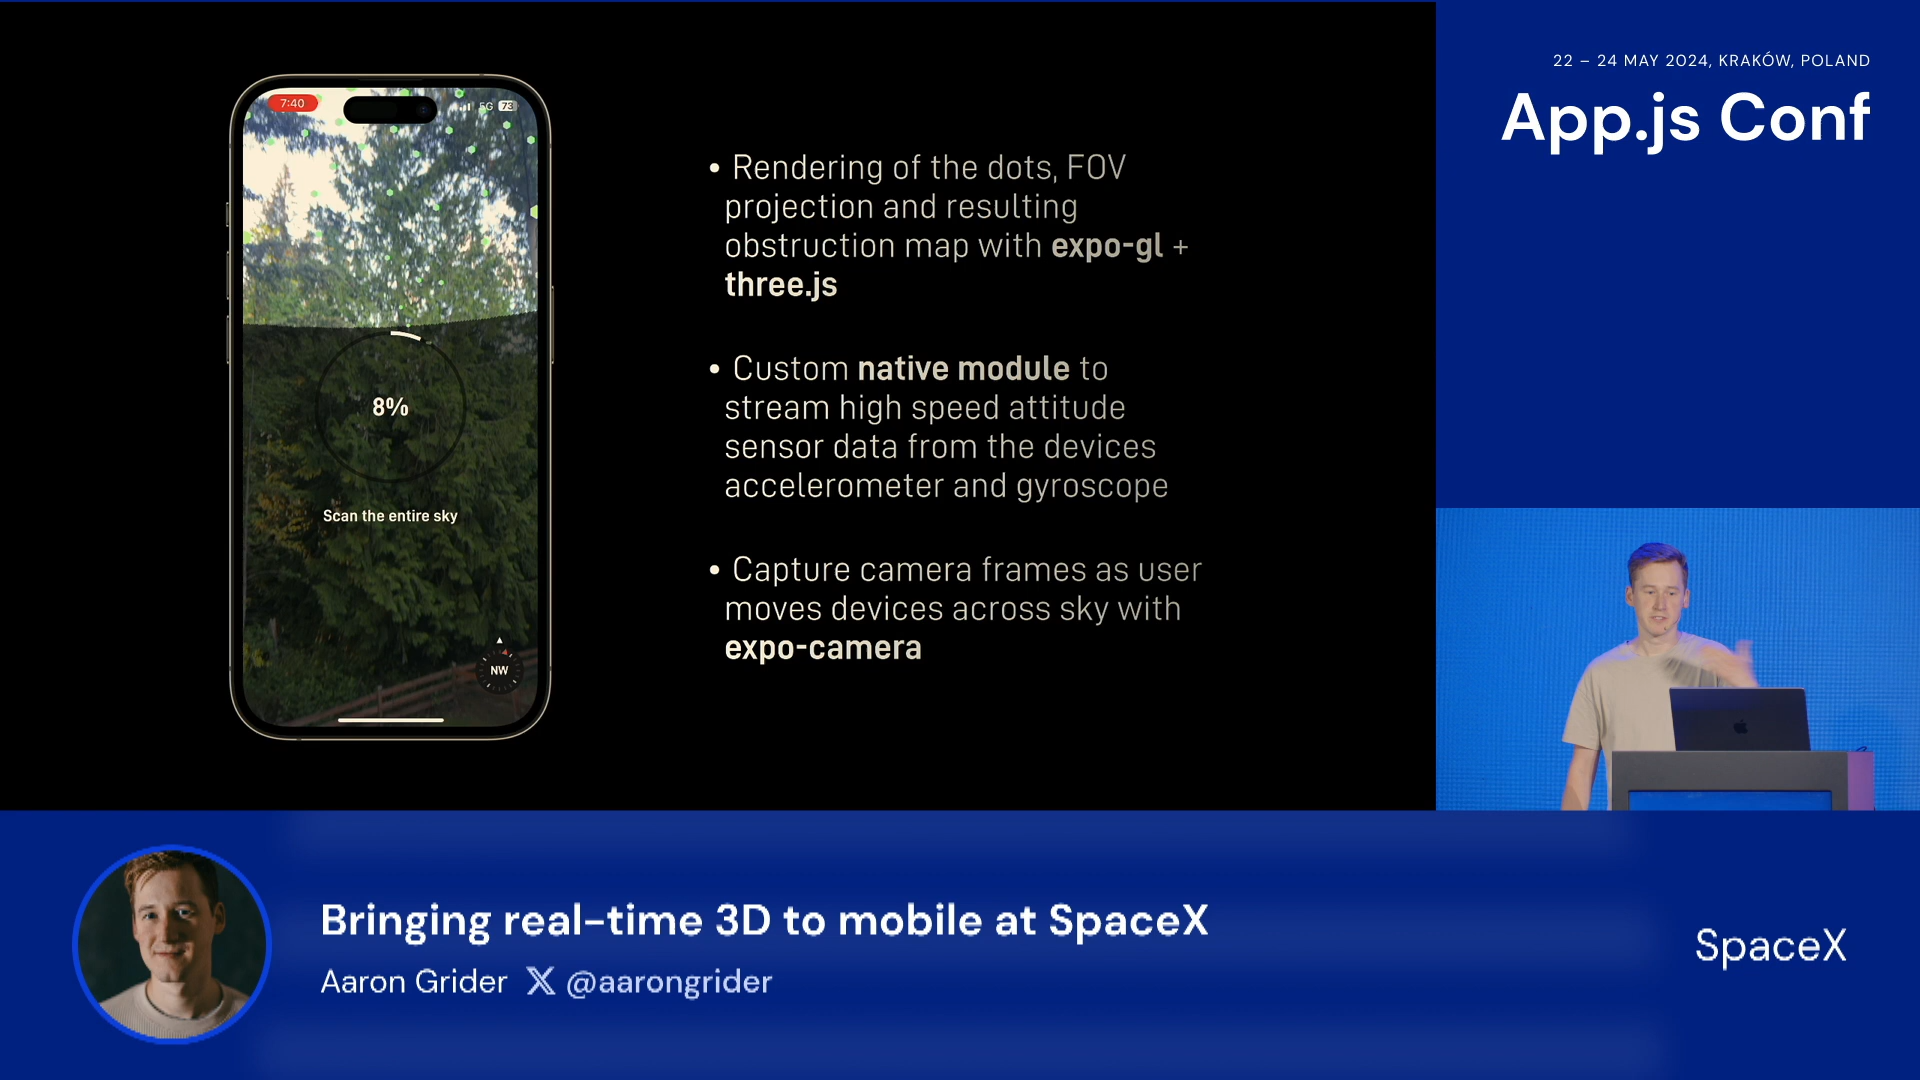 22 – 24 MAY 2024, KRAKÓW, POLAND
App.js Conf
7:40
5G 73
8%
Scan the entire sky
NW
• Rendering of the dots, FOV
projection and resulting
obstruction map with expo-gl +
three.js
• Custom native module to
stream high speed attitude
sensor data from the devices
accelerometer and gyroscope
• Capture camera frames as user
moves devices across sky with
expo-camera
Bringing real-time 3D to mobile at SpaceX
Aaron Grider X @aarongrider
SpaceX